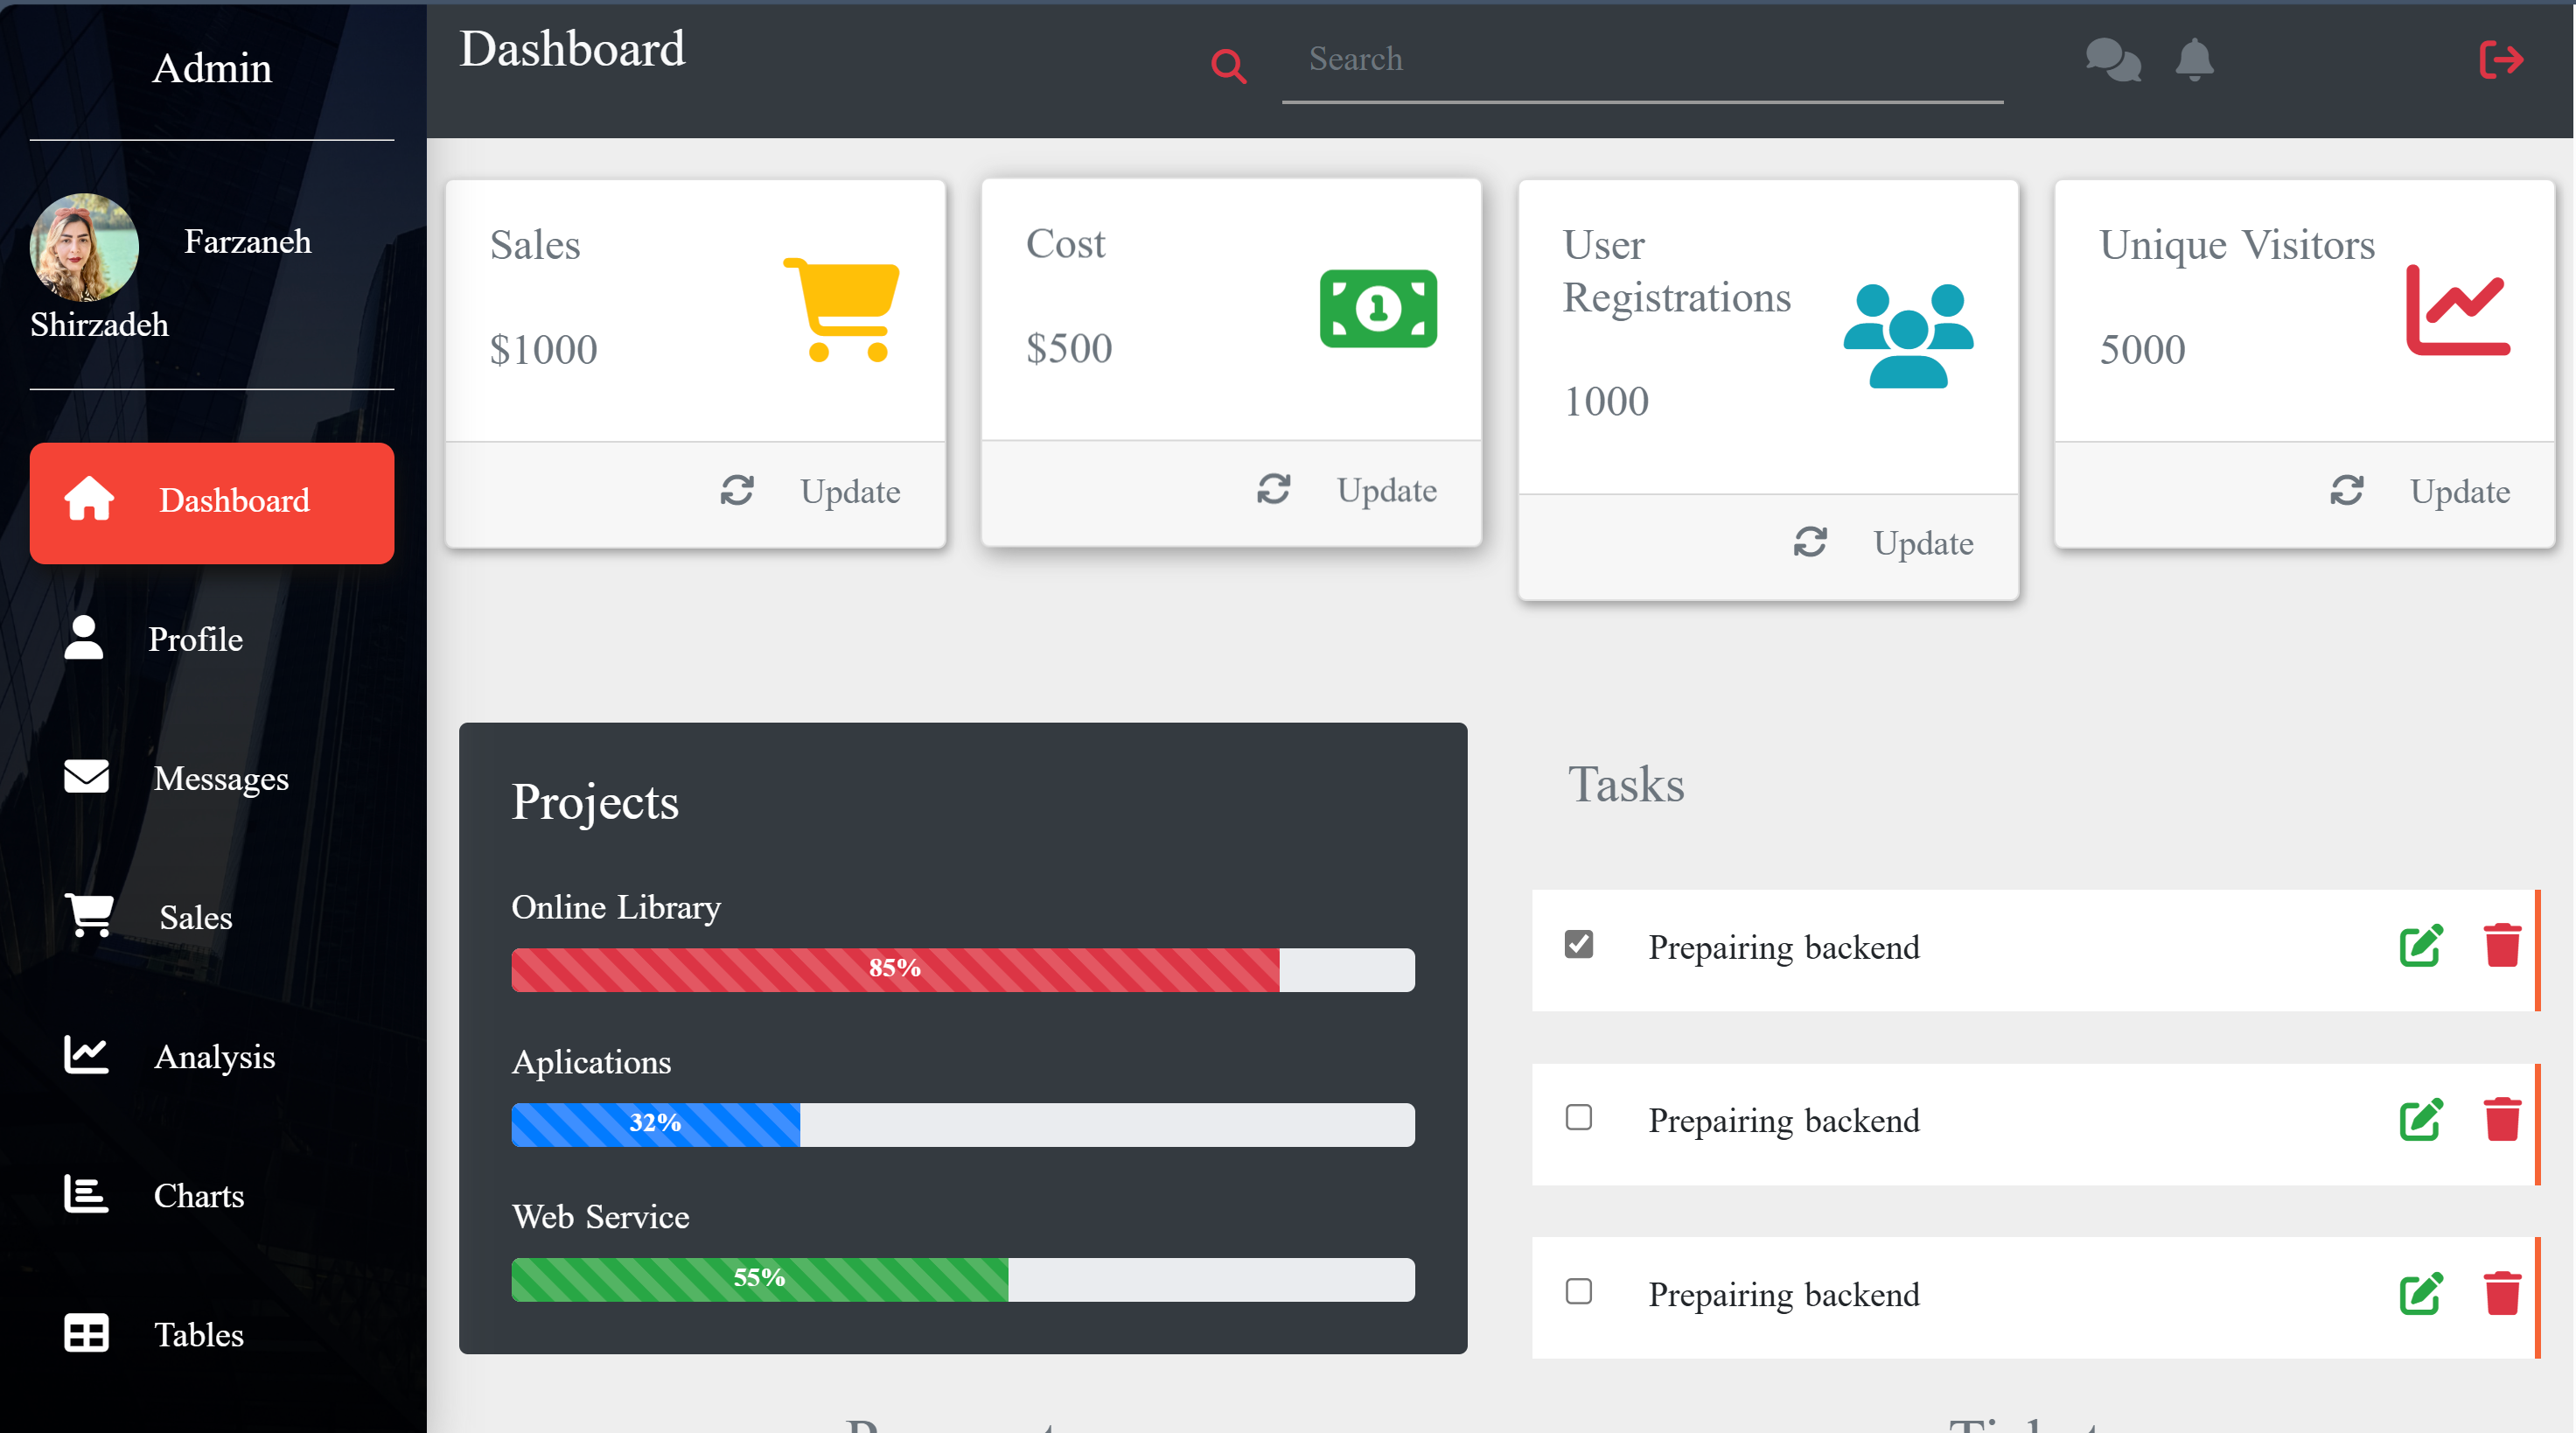 Admin
Farzaneh
Shirzadeh
Dashboard
Profile
Messages
Sales
Analysis
Charts
Tables
Dashboard
Search
Sales
$1000
Update
Cost
$500
Update
User
Registrations
1000
Update
Unique Visitors
5000
Update
Projects
Online Library
85%
Aplications
32%
Web Service
55%
Tasks
Prepairing backend
Prepairing backend
Prepairing backend